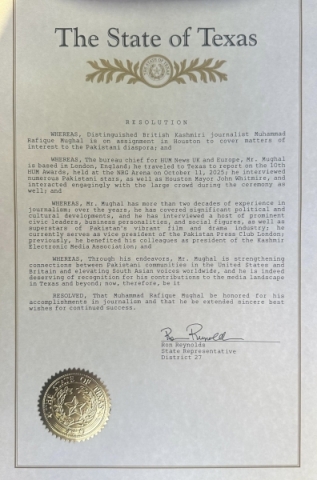 The State of Texas
RESOLUTION
WHEREAS, Distinguished British Kashmiri journalist Muhammad
Rafique Mughal is on assignment in Houston to cover matters of
interest to the Pakistani diaspora; and
WHEREAS, The bureau chief for HUM News UK and Europe, Mr. Mughal
is based in London, England; he traveled to Texas to report on the 10th
HUM Awards, held at the NRG Arena on October 11, 2025; he interviewed
numerous Pakistani stars, as well as Houston Mayor John Whitmire, and
interacted engagingly with the large crowd during the ceremony as
well; and
WHEREAS, Mr. Mughal has more than two decades of experience in
journalism; over the years, he has covered significant political and
cultural developments, and he has interviewed a host of prominent
civic leaders, business personalities, and social figures, as well as
superstars of Pakistan's vibrant film and drama industry; he
currently serves as vice president of the Pakistan Press Club London;
previously, he benefited his colleagues as president of the Kashmir
Electronic Media Association; and
WHEREAS, Through his endeavors, Mr. Mughal is strengthening
connections between Pakistani communities in the United States and
Britain and elevating South Asian voices worldwide, and he is indeed
deserving of recognition for his contributions to the media landscape
in Texas and beyond; now, therefore, be it
RESOLVED, That Muhammad Rafique Mughal be honored for his
accomplishments in journalism and that he be extended sincere best
wishes for continued success.
Ron Reynolds
Ron Reynolds
State Representative
District 27
THE STATE OF TEXAS